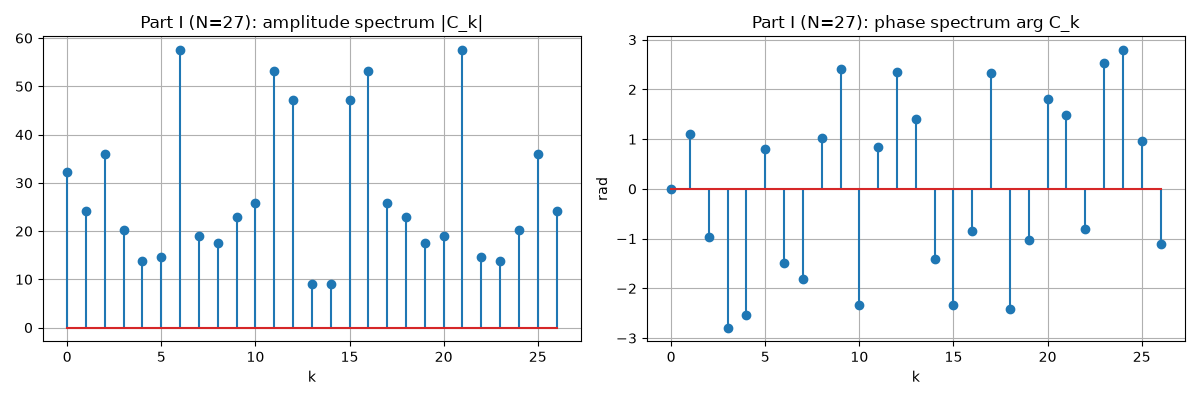 Part I (N=27): amplitude spectrum |C_k|
60
50
40
30
20
10
0
0 5 10 15 20 25
k
Part I (N=27): phase spectrum arg C_k
rad
3
2
1
0
−1
−2
−3
0 5 10 15 20 25
k